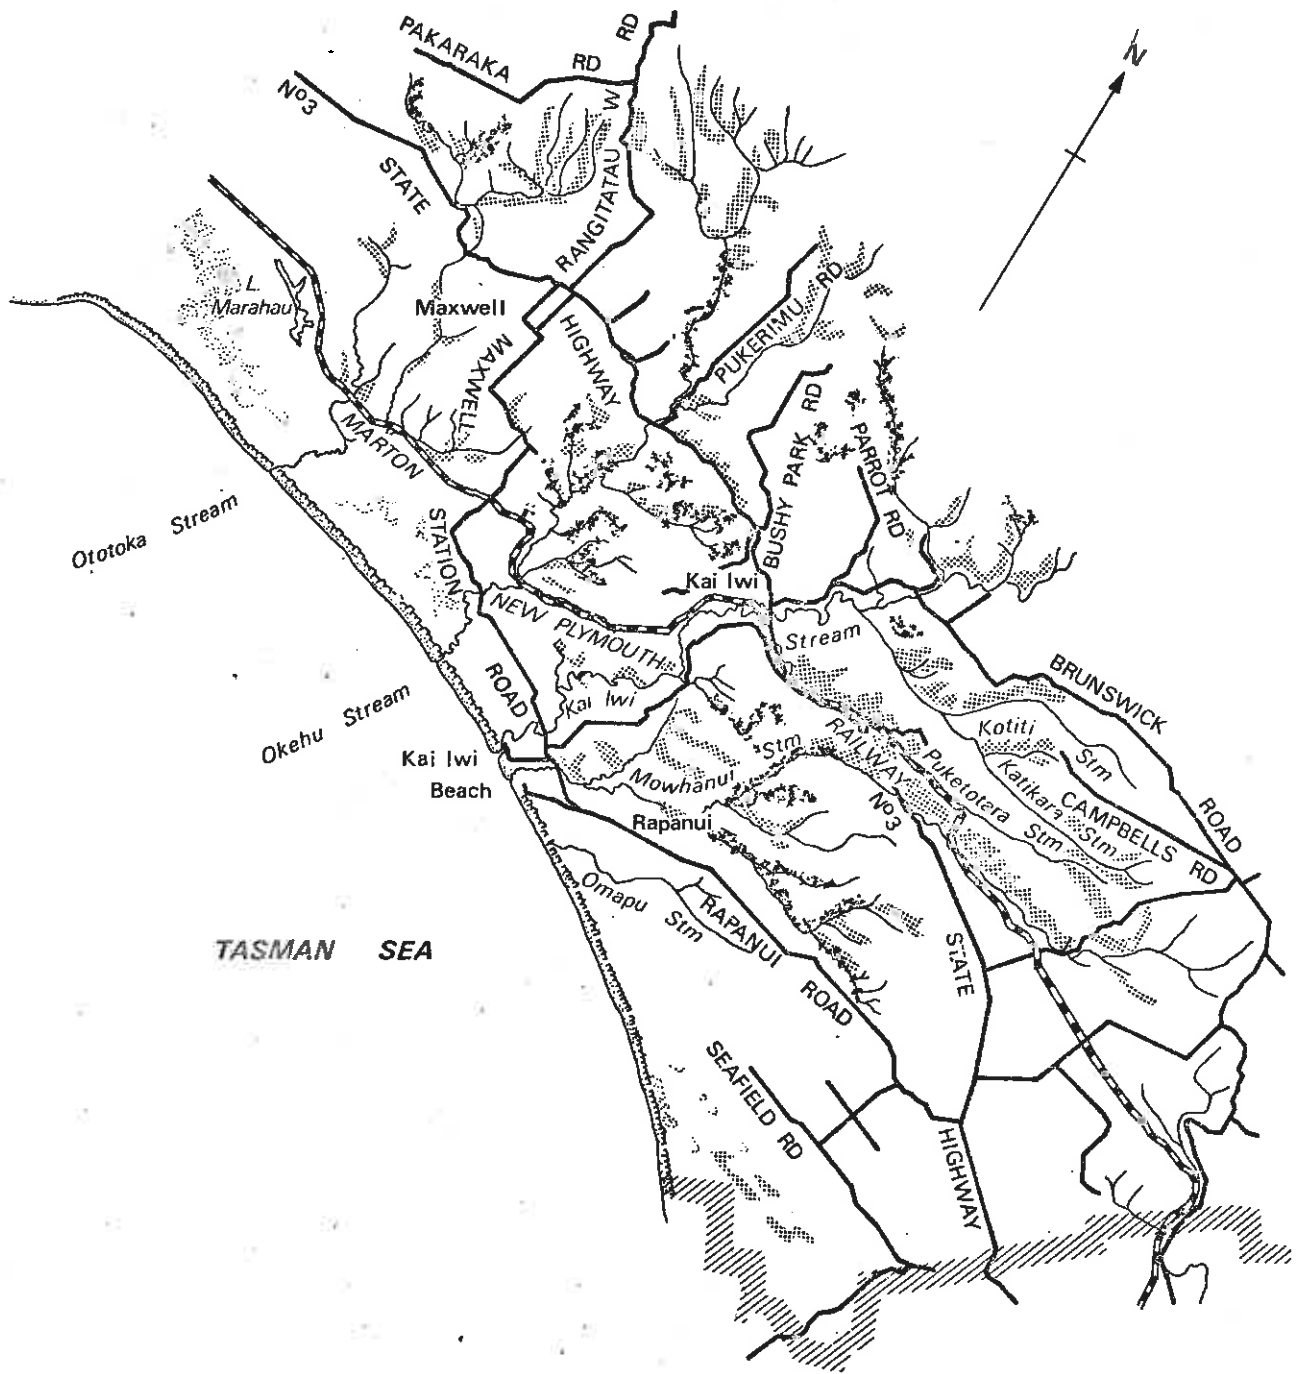 PAKARAKA RD
RD
N
Nº3
STATE
RANGITATAU W
L.
Marahau
Maxwell
HIGHWAY
PUKERIMU RD
MAXWELL
MARTON
BUSHY PARK RD
PARROT RD
Ototoka Stream
STATION
Kai Iwi
NEW PLYMOUTH
Stream
ROAD
Kai Iwi
BRUNSWICK
Okehu Stream
Kotiti
Stm
Kai Iwi
Beach
Stm
RAILWAY
Mowhanui
Puketotara Stm
Katikara Stm
CAMPBELLS RD
ROAD
Rapanui
Nº3
Omapu Stm
RAPANUI
ROAD
TASMAN SEA
STATE
SEAFIELD RD
HIGHWAY